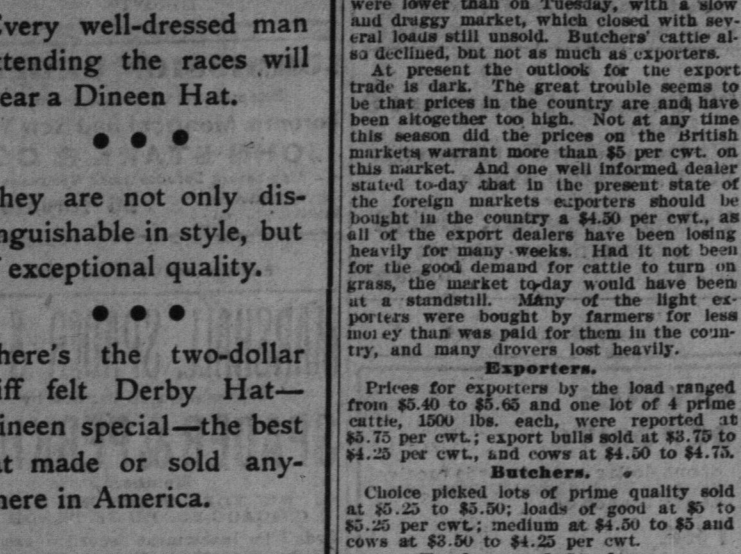 very well-dressed man
tending the races will
ear a Dineen Hat.
hey are not only dis-
nguishable in style, but
f exceptional quality.
here's the two-dollar
iff felt Derby Hat—
ineen special—the best
at made or sold any-
here in America.
were lower than on Tuesday, with a slow
and draggy market, which closed with sev-
eral loads still unsold. Butchers' cattle al-
so declined, but not as much as exporters.
At present the outlook for the export
trade is dark. The great trouble seems to
be that prices in the country are and have
been altogether too high. Not at any time
this season did the prices on the British
markets warrant more than $5 per cwt. on
this market. And one well informed dealer
stated to-day that in the present state of
the foreign markets exporters should be
bought in the country a $4.50 per cwt., as
all of the export dealers have been losing
heavily for many weeks. Had it not been
for the good demand for cattle to turn on
grass, the market to-day would have been
at a standstill. Many of the light ex-
porters were bought by farmers for less
money than was paid for them in the coun-
try, and many drovers lost heavily.
Exporters.
Prices for exporters by the load ranged
from $5.40 to $5.65 and one lot of 4 prime
cattle, 1500 lbs. each, were reported at
$5.75 per cwt.; export bulls sold at $3.75 to
$4.25 per cwt., and cows at $4.50 to $4.75.
Butchers.
Choice picked lots of prime quality sold
at $5.25 to $5.50; loads of good at $5 to
$5.25 per cwt.; medium at $4.50 to $5 and
cows at $3.50 to $4.25 per cwt.